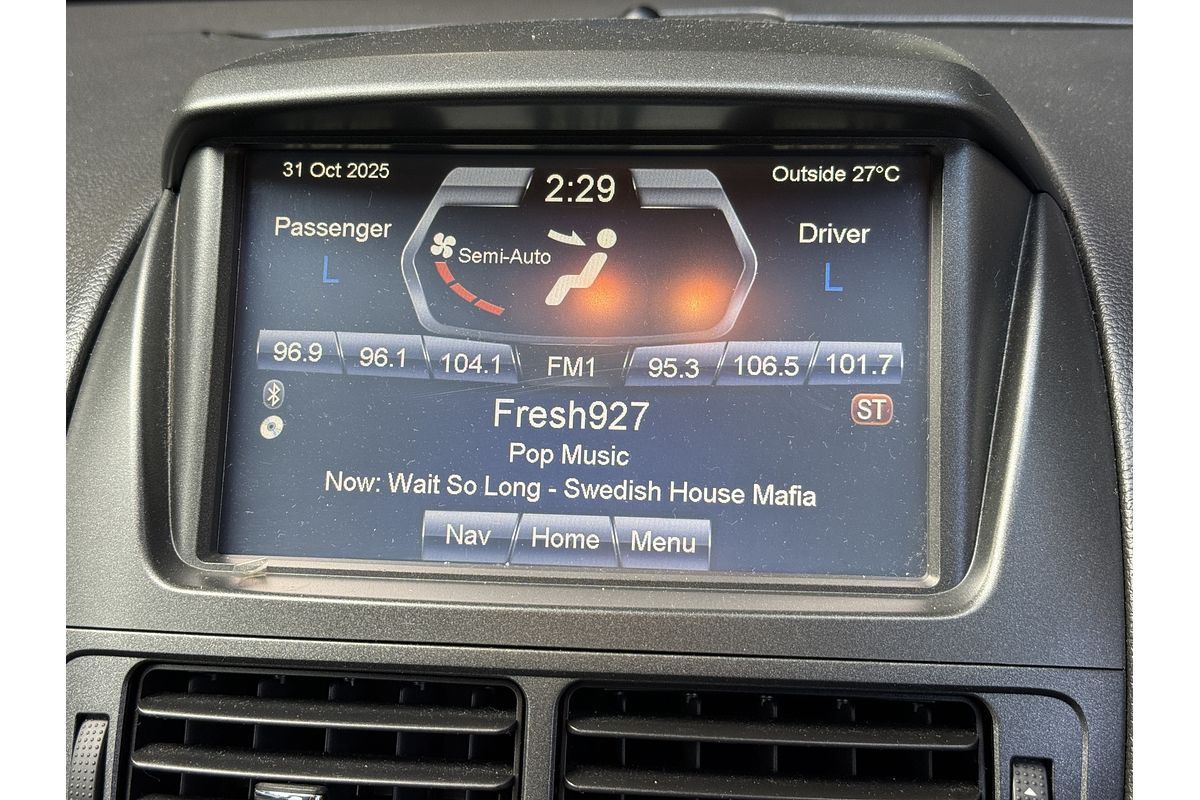 31 Oct 2025
2:29
Outside 27°C
Passenger
L
Semi-Auto
Driver
L
96.9
96.1
104.1
FM1
95.3
106.5
101.7
Fresh927
ST
Pop Music
Now: Wait So Long - Swedish House Mafia
Nav
Home
Menu